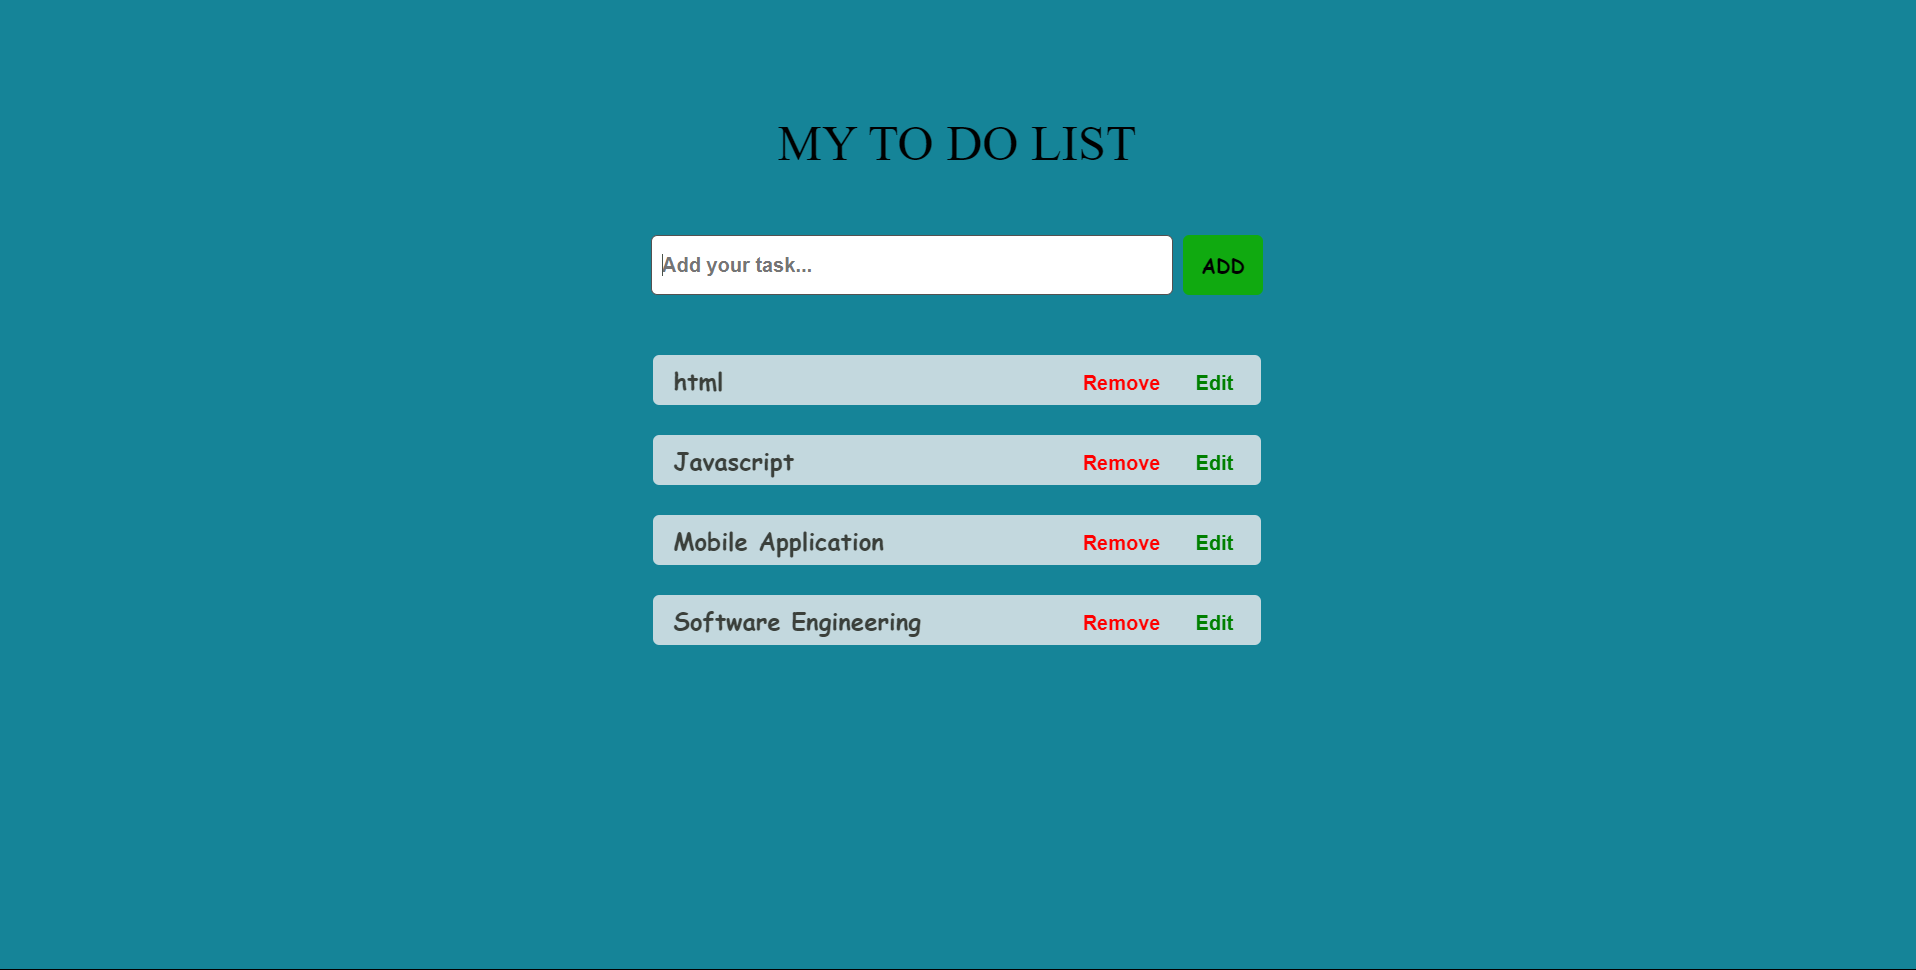 MY TO DO LIST
Add your task... ADD
html Remove Edit
Javascript Remove Edit
Mobile Application Remove Edit
Software Engineering Remove Edit